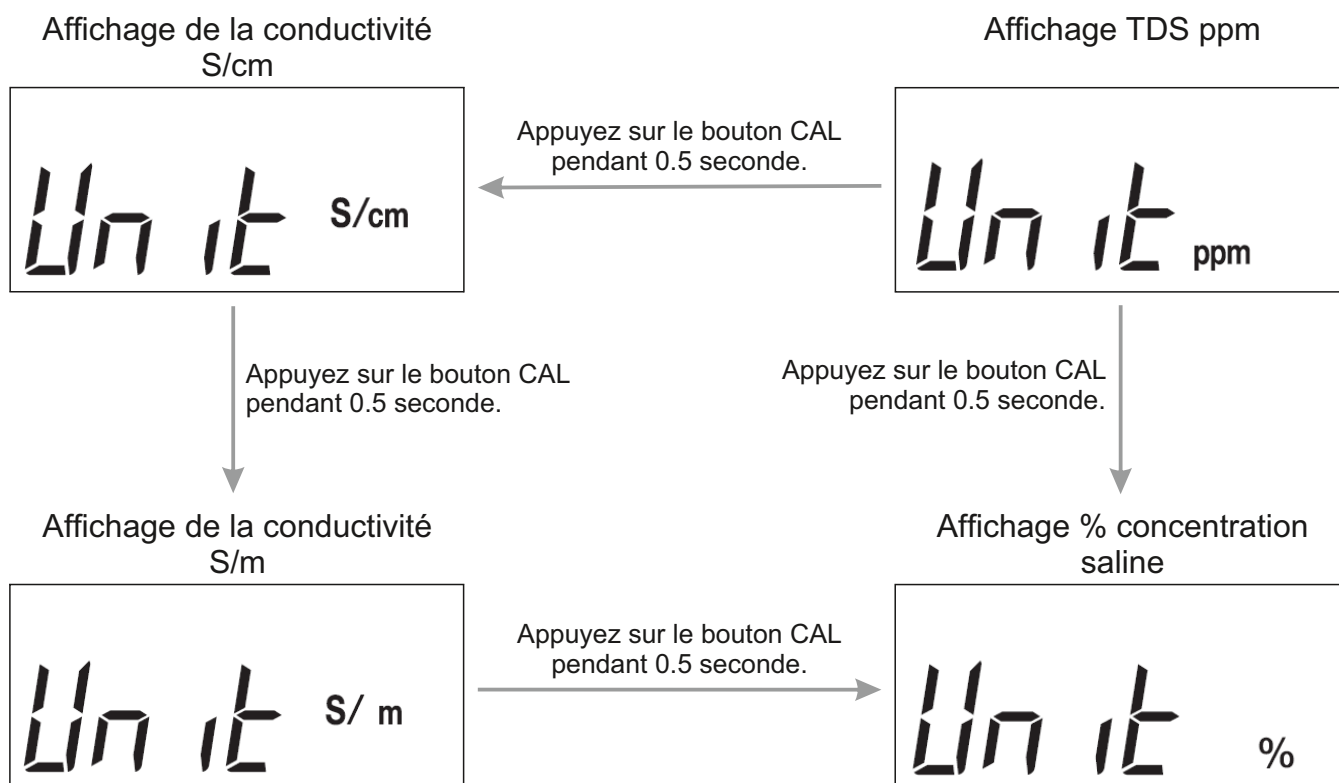 Affichage de la conductivité
S/cm
Affichage TDS ppm
Unit S/cm
Appuyez sur le bouton CAL
pendant 0.5 seconde.
Unit ppm
Appuyez sur le bouton CAL
pendant 0.5 seconde.
Appuyez sur le bouton CAL
pendant 0.5 seconde.
Affichage de la conductivité
S/m
Affichage % concentration
saline
Unit S/ m
Appuyez sur le bouton CAL
pendant 0.5 seconde.
Unit %